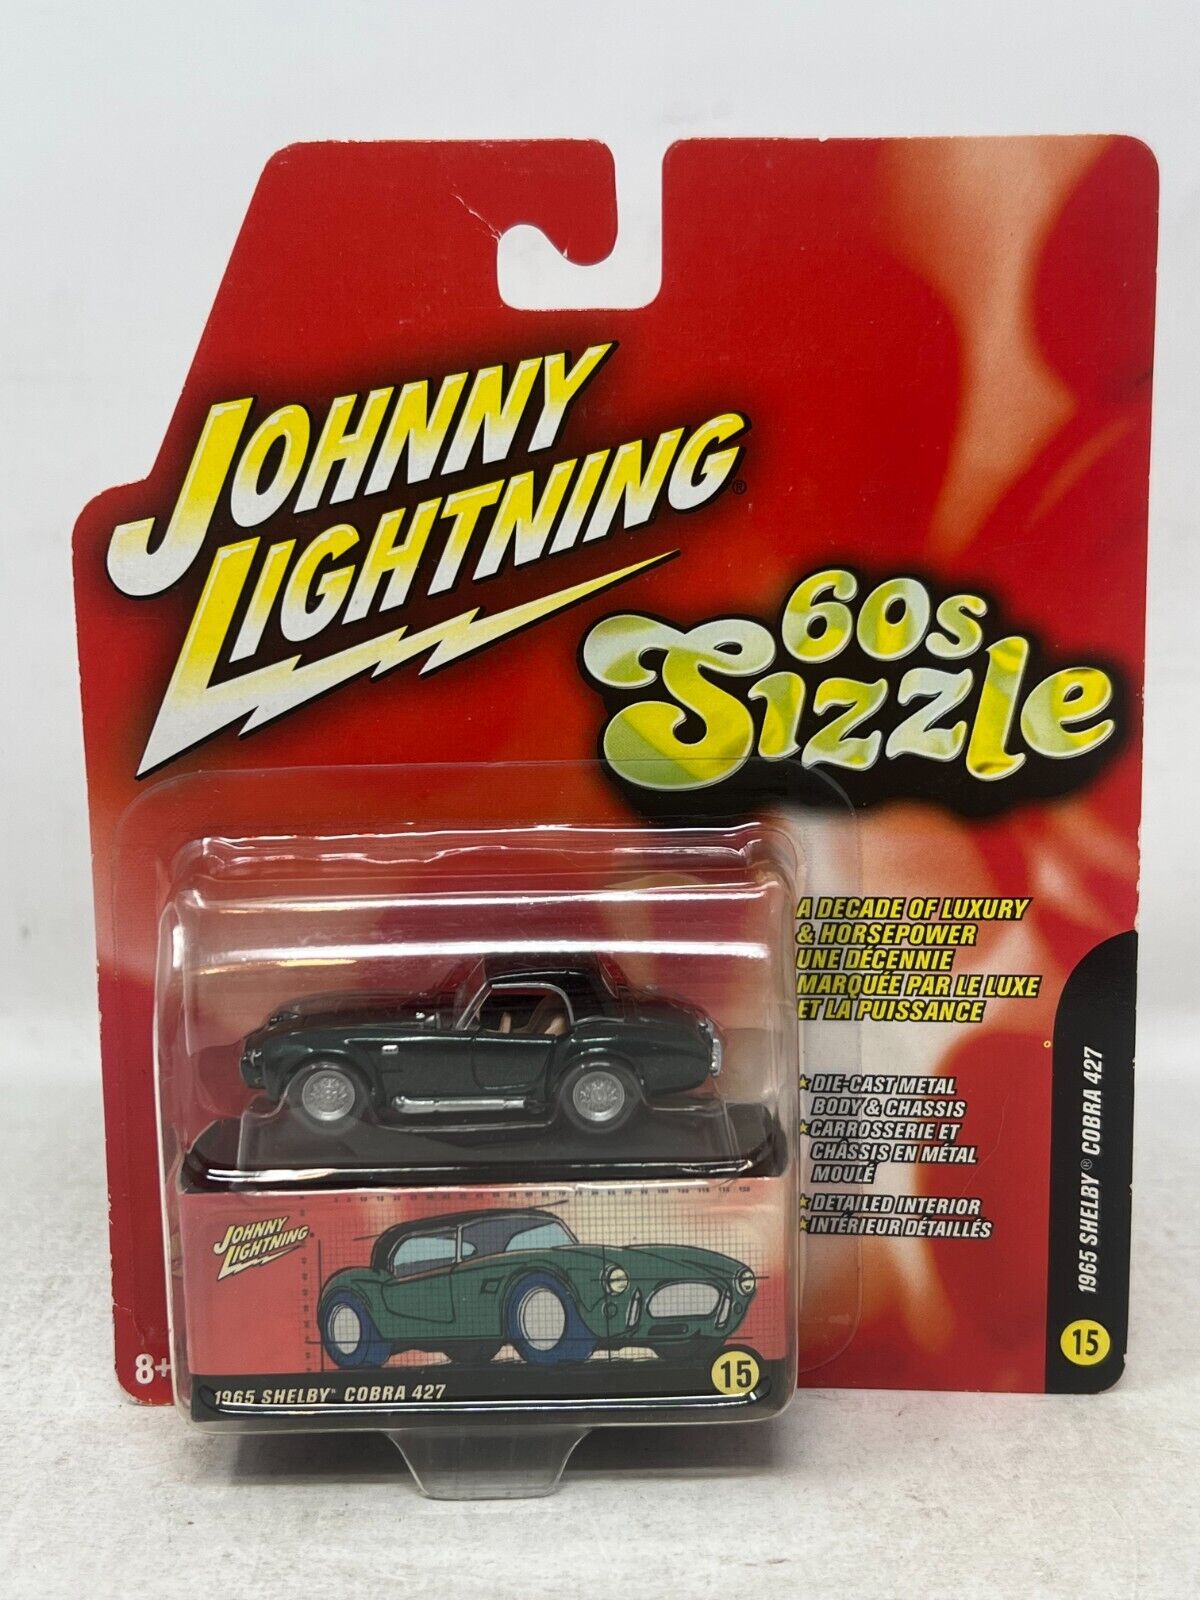 JOHNNY
LIGHTNING®
60s
Sizzle
A DECADE OF LUXURY
& HORSEPOWER
UNE DÉCENNIE
MARQUÉE PAR LE LUXE
ET LA PUISSANCE
★DIE-CAST METAL
BODY & CHASSIS
★CARROSSERIE ET
CHÂSSIS EN MÉTAL
MOULÉ
★DETAILED INTERIOR
★INTÉRIEUR DÉTAILLÉS
1965 SHELBY® COBRA 427
15
JOHNNY
LIGHTNING
8+
1965 SHELBY® COBRA 427
15